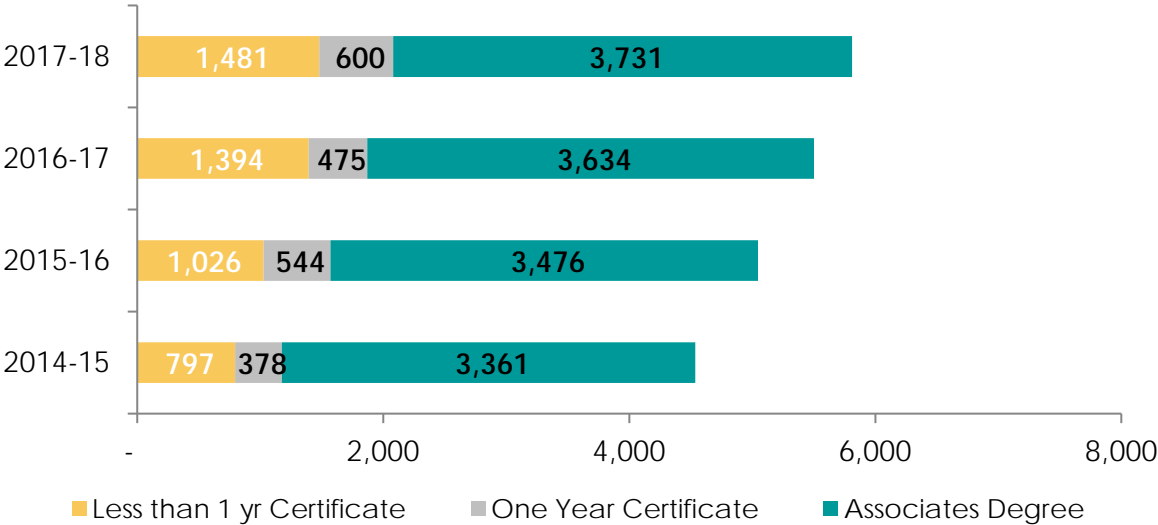 2017-18 1,481 600 3,731
2016-17 1,394 475 3,634
2015-16 1,026 544 3,476
2014-15 797 378 3,361
- 2,000 4,000 6,000 8,000
Less than 1 yr Certificate One Year Certificate Associates Degree